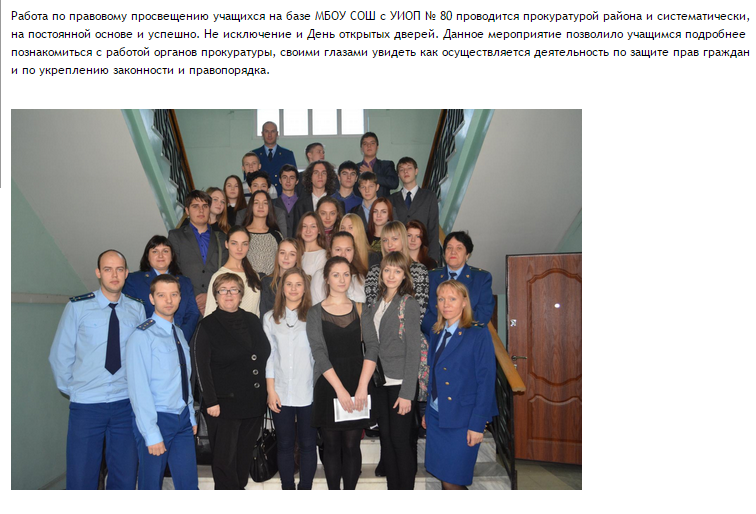 Работа по правовому просвещению учащихся на базе МБОУ СОШ с УИОП № 80 проводится прокуратурой района и систематически,
на постоянной основе и успешно. Не исключение и День открытых дверей. Данное мероприятие позволило учащимся подробнее
познакомиться с работой органов прокуратуры, своими глазами увидеть как осуществляется деятельность по защите прав граждан
и по укреплению законности и правопорядка.